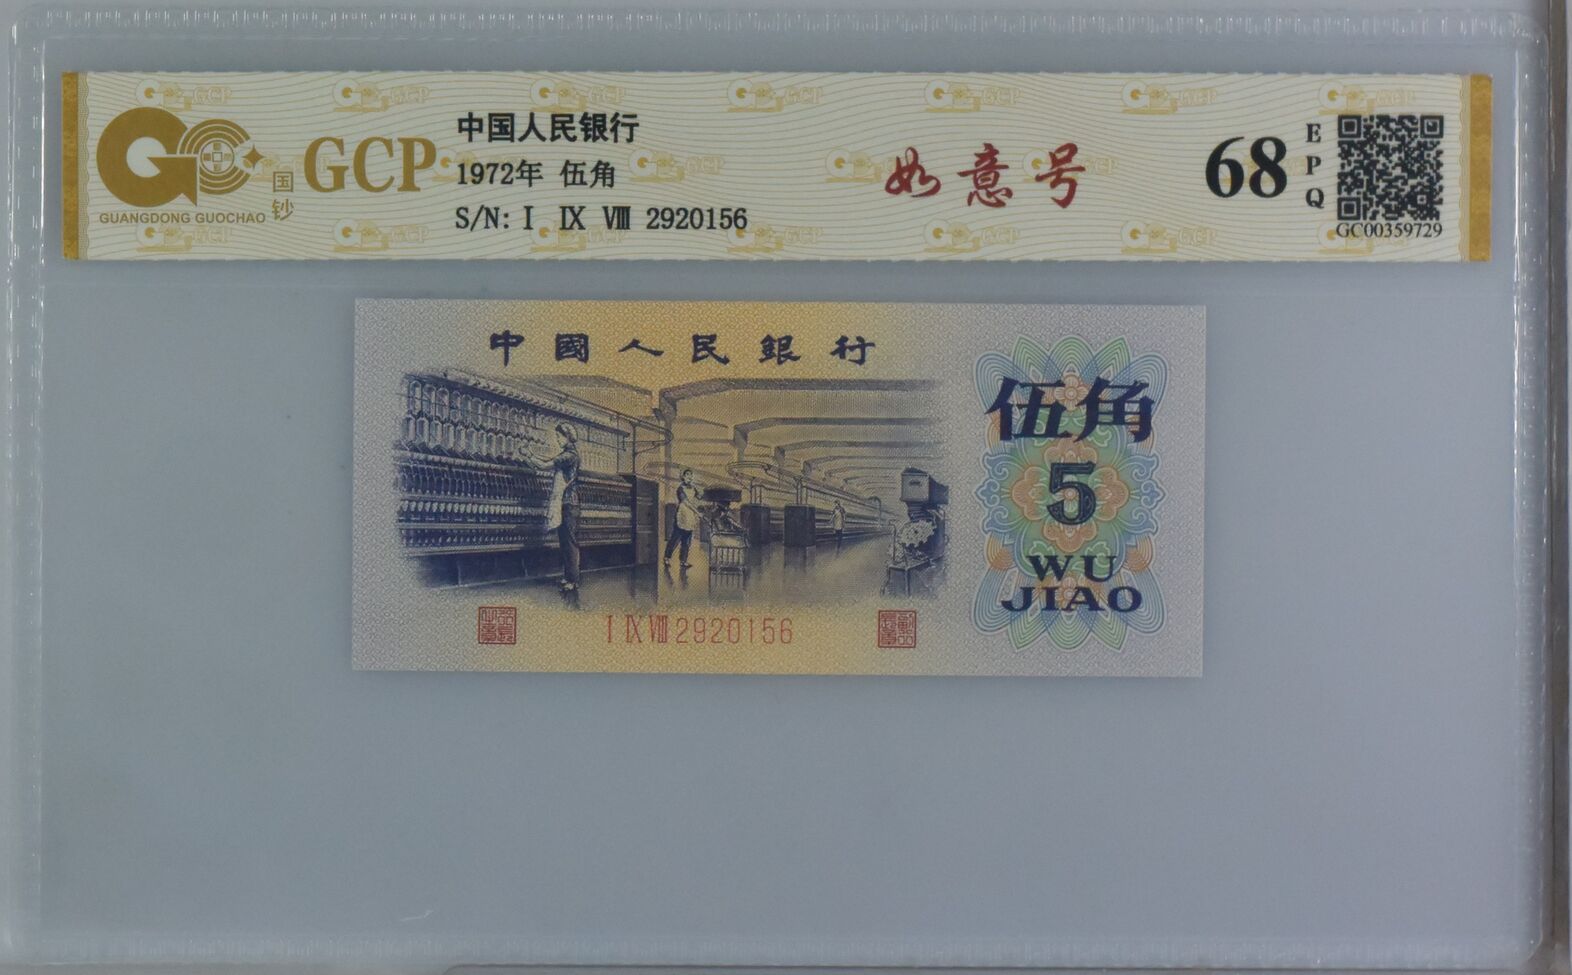 中国人民银行
1972年 伍角
S/N: I IX VIII 2920156
GCP
国钞
GUANGDONG GUOCHAO
如意号
68
EPQ
GC00359729
中國人民銀行
伍角
5
WU
JIAO
I IX VIII 2920156